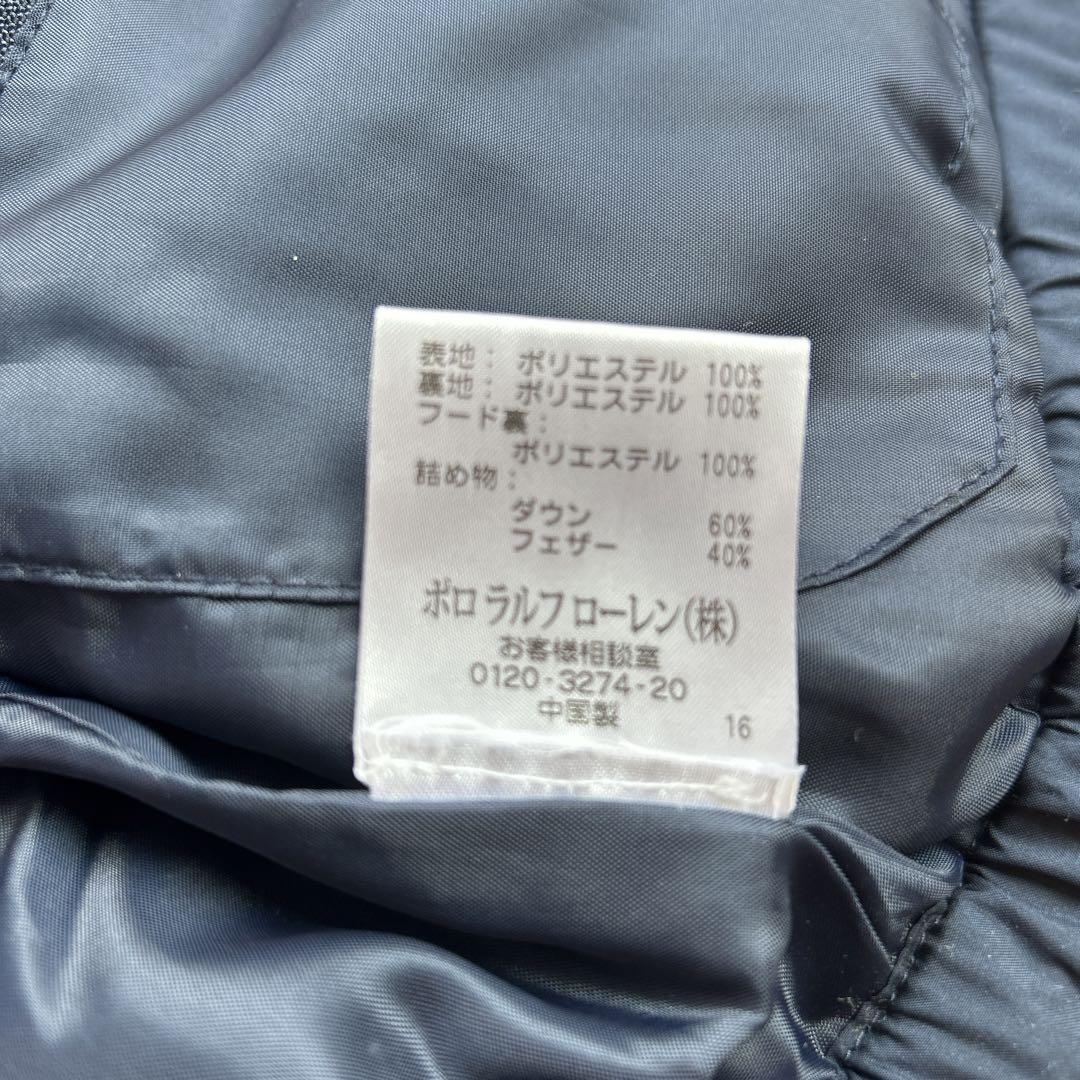 表地： ポリエステル 100%
裏地： ポリエステル 100%
フード裏：
ポリエステル 100%
詰め物：
ダウン 60%
フェザー 40%
ポロ ラルフ ローレン(株)
お客様相談室
0120-3274-20
中国製 16